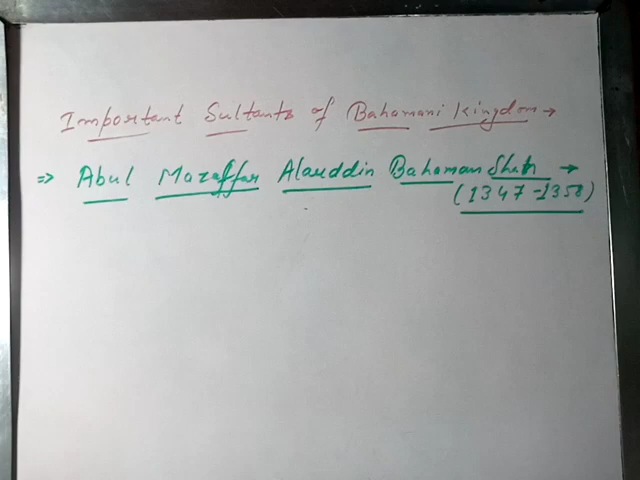 Important Sultants of Bahamani Kingdom →
⇒ Abul Mozaffar Alauddin Bahaman Shah →
(1347-1358)